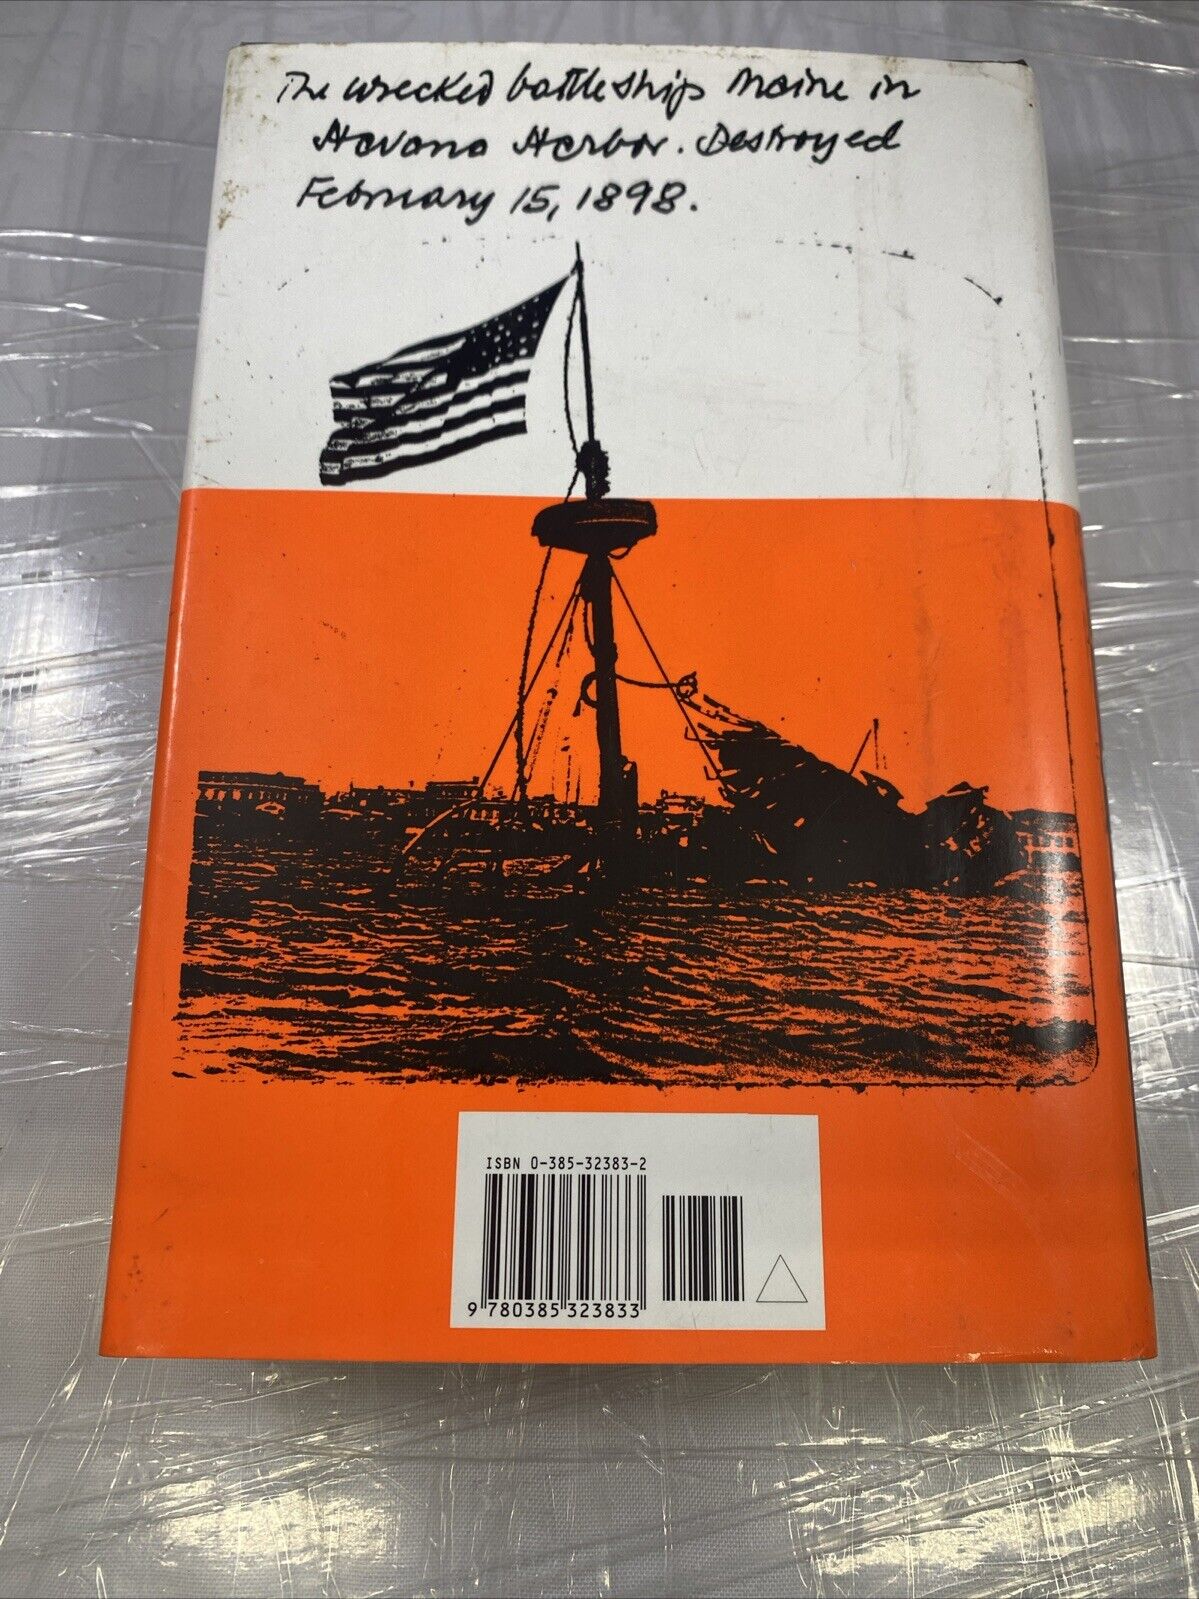 The wrecked battleship Maine in
Havana Harbor. Destroyed
February 15, 1898.
ISBN 0-385-32383-2
9 780385 323833